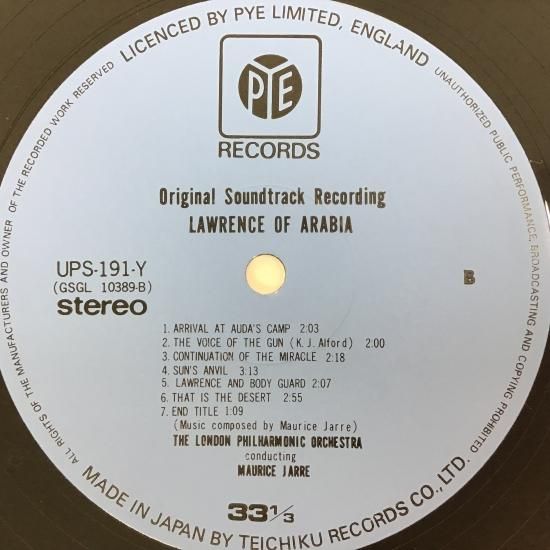 LICENCED BY PYE LIMITED, ENGLAND
UNAUTHORIZED PUBLIC PERFORMANCE, BROADCASTING AND COPYING PROHIBITED
ALL RIGHTS OF THE MANUFACTURERS AND OWNER OF THE RECORDED WORK RESERVED
PYE
RECORDS
Original Soundtrack Recording
LAWRENCE OF ARABIA
UPS-191-Y
(GSGL 10389-B)
stereo
B
1. ARRIVAL AT AUDA'S CAMP 2:03
2. THE VOICE OF THE GUN (K. J. Alford) 2:00
3. CONTINUATION OF THE MIRACLE 2:18
4. SUN'S ANVIL 3:13
5. LAWRENCE AND BODY GUARD 2:07
6. THAT IS THE DESERT 2:55
7. END TITLE 1:09
(Music composed by Maurice Jarre)
THE LONDON PHILHARMONIC ORCHESTRA
conducting
MAURICE JARRE
33 1/3
MADE IN JAPAN BY TEICHIKU RECORDS CO., LTD.